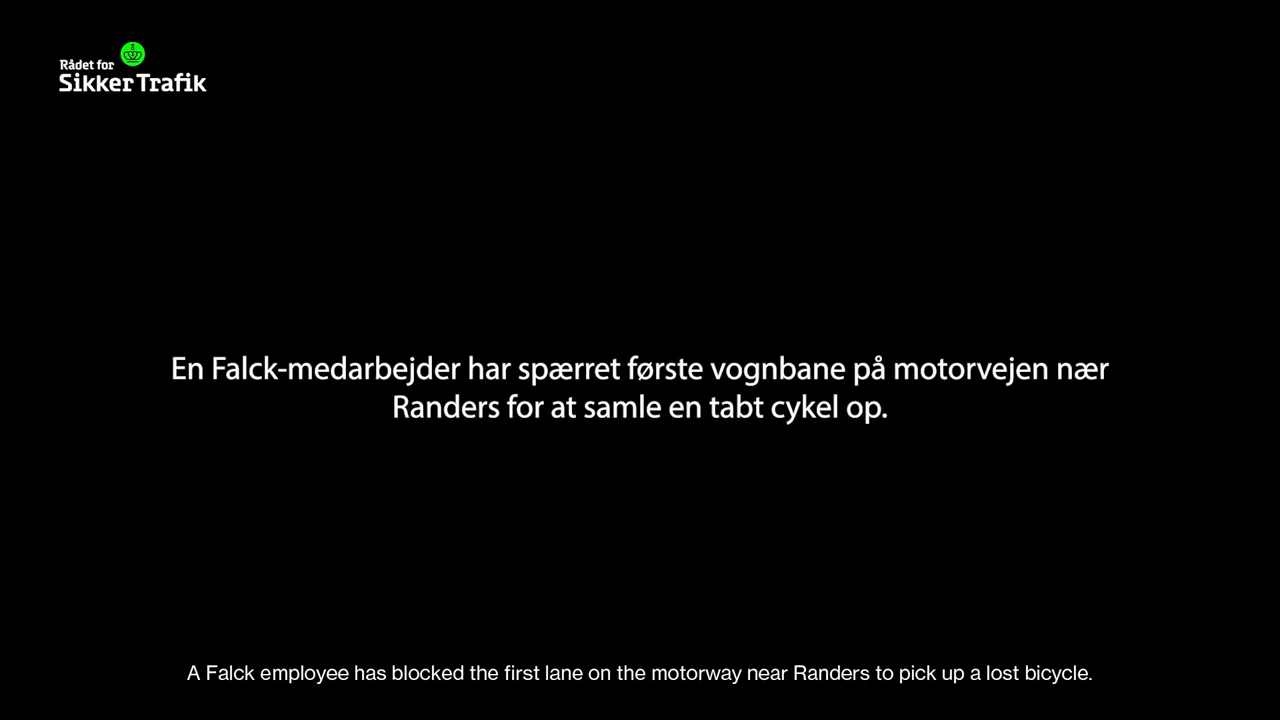 Rådet for
Sikker Trafik
En Falck-medarbejder har spærret første vognbane på motorvejen nær
Randers for at samle en tabt cykel op.
A Falck employee has blocked the first lane on the motorway near Randers to pick up a lost bicycle.